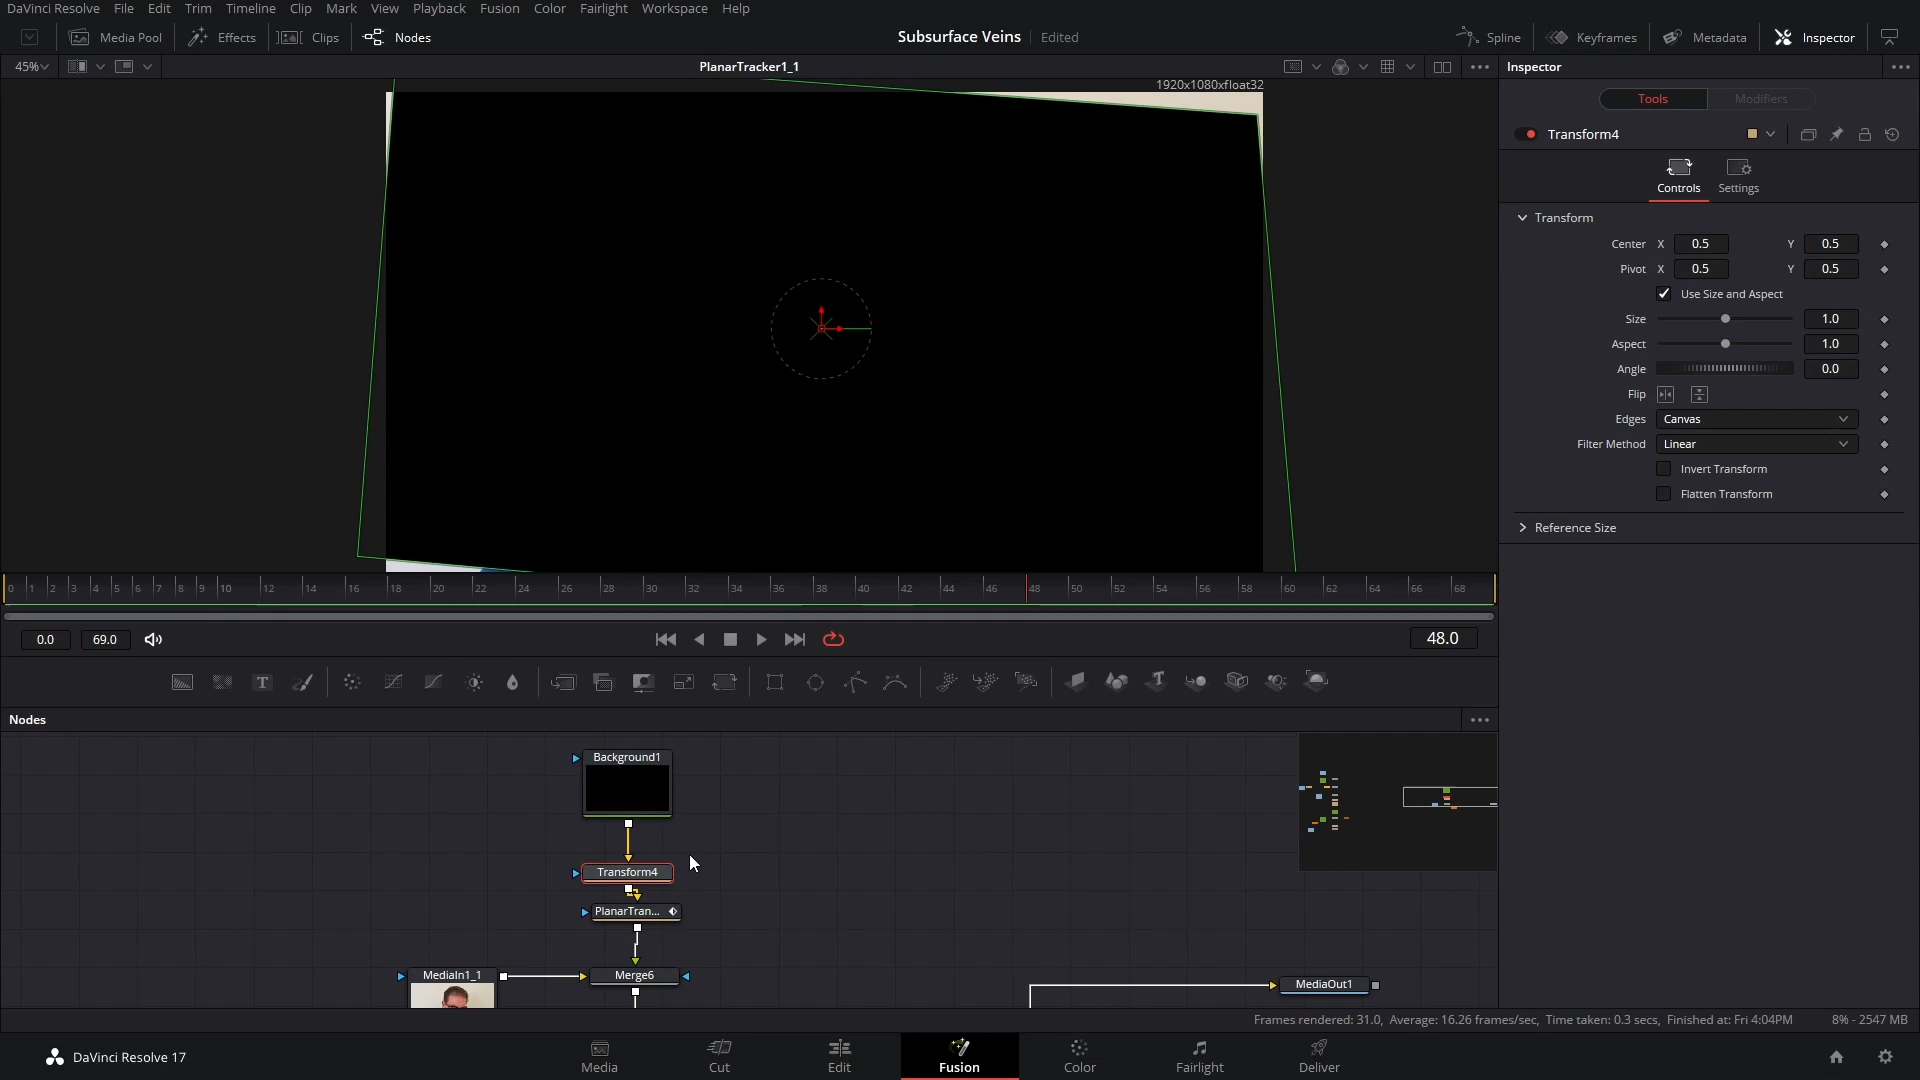 DaVinci Resolve File Edit Trim Timeline Clip Mark View Playback Fusion Color Fairlight Workspace Help
Media Pool Effects Clips Nodes Subsurface Veins Edited Spline Keyframes Metadata Inspector
45% PlanarTracker1_1 Inspector
1920x1080xfloat32
Tools Modifiers
Transform4
Controls Settings
Transform
Center X 0.5 Y 0.5
Pivot X 0.5 Y 0.5
Use Size and Aspect
Size 1.0
Aspect 1.0
Angle 0.0
Flip
Edges Canvas
Filter Method Linear
Invert Transform
Flatten Transform
Reference Size
0 1 2 3 4 5 6 7 8 9 10 12 14 16 18 20 22 24 26 28 30 32 34 36 38 40 42 44 46 48 50 52 54 56 58 60 62 64 66 68
0.0 69.0 48.0
T T
Nodes
Background1
Transform4
PlanarTran...
MediaIn1_1 Merge6
MediaOut1
Frames rendered: 31.0, Average: 16.26 frames/sec, Time taken: 0.3 secs, Finished at: Fri 4:04PM 8% - 2547 MB
DaVinci Resolve 17 Media Cut Edit Fusion Color Fairlight Deliver